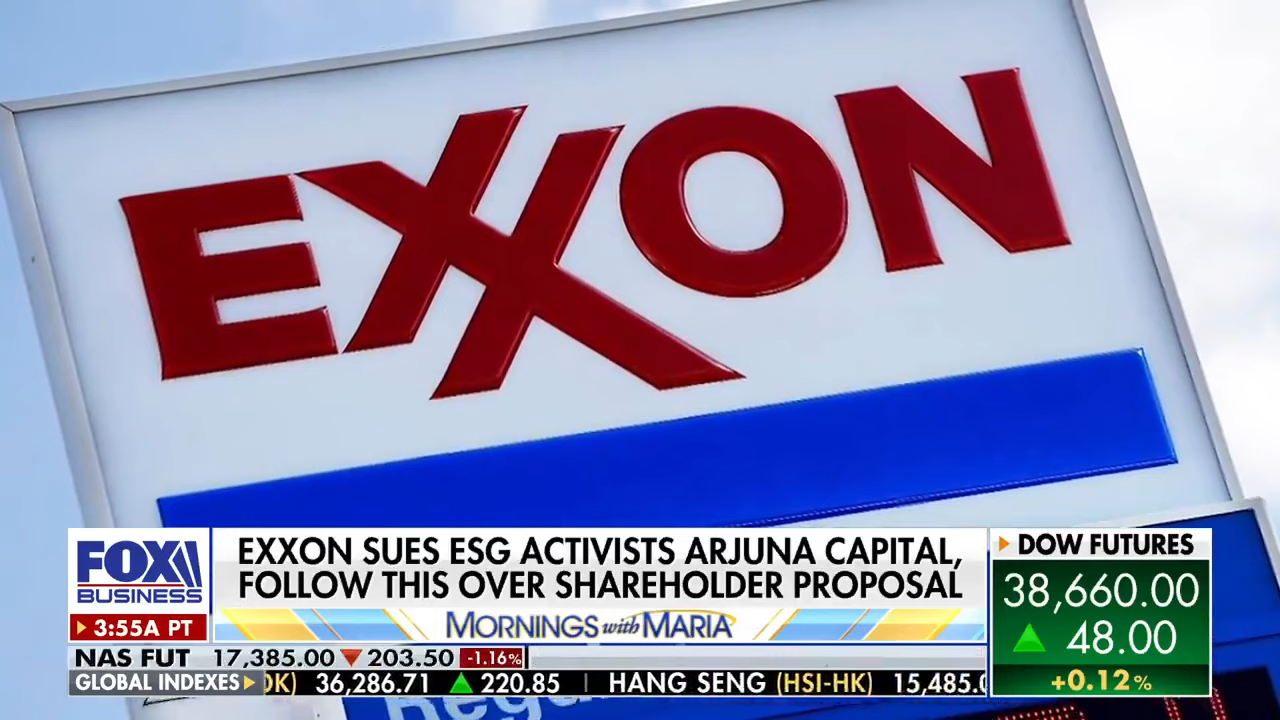 EXXON
FOX
BUSINESS
3:55A PT
EXXON SUES ESG ACTIVISTS ARJUNA CAPITAL,
FOLLOW THIS OVER SHAREHOLDER PROPOSAL
MORNINGS with MARIA
DOW FUTURES
38,660.00
48.00
+0.12%
NAS FUT 17,385.00 203.50 -1.16%
GLOBAL INDEXES OK) 36,286.71 220.85 HANG SENG (HSI-HK) 15,485.0